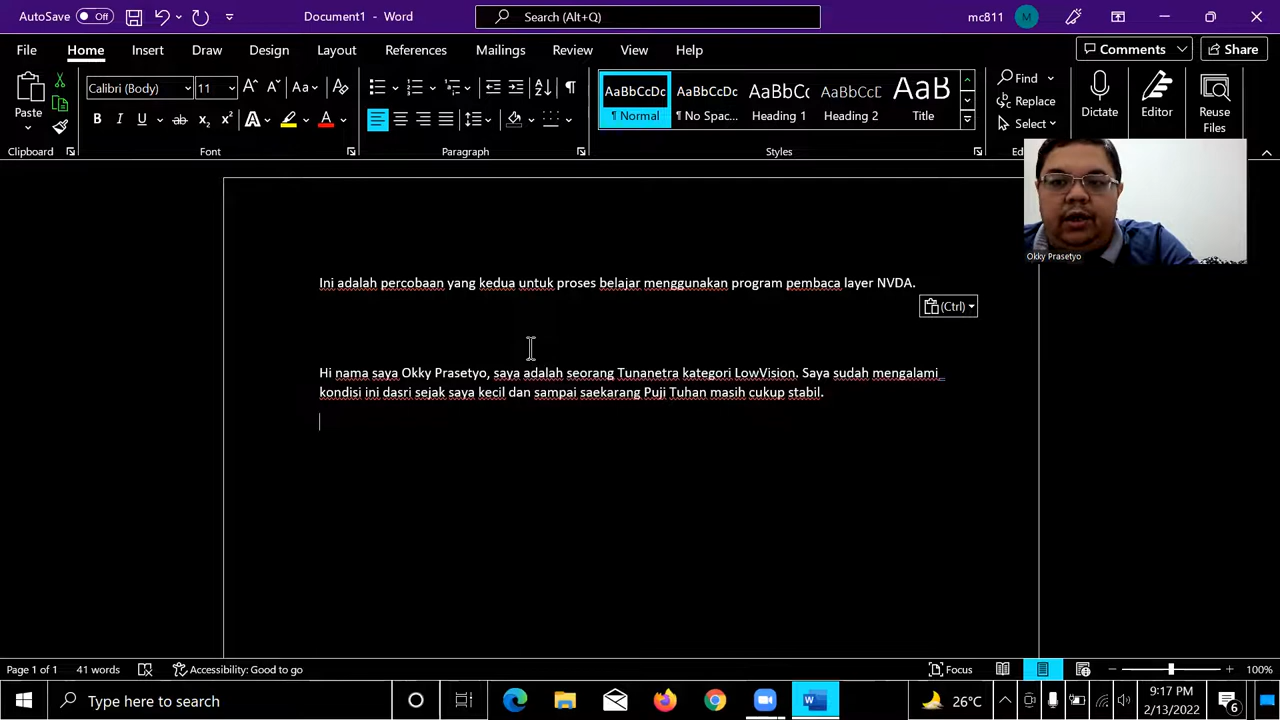 AutoSave Off Document1 - Word Search (Alt+Q) mc811 M
File Home Insert Draw Design Layout References Mailings Review View Help Comments Share
Calibri (Body) 11 Aa AaBbCcDc AaBbCcDc AaBbCc AaBbCcD AaB Find
Paste B I U ab x₂ x² A A ¶ Normal ¶ No Spac... Heading 1 Heading 2 Title Replace Select Dictate Editor Reuse Files
Clipboard Font Paragraph Styles
Okky Prasetyo
Ini adalah percobaan yang kedua untuk proses belajar menggunakan program pembaca layer NVDA.
(Ctrl)
Hi nama saya Okky Prasetyo, saya adalah seorang Tunanetra kategori LowVision. Saya sudah mengalami
kondisi ini dasri sejak saya kecil dan sampai saekarang Puji Tuhan masih cukup stabil.
Page 1 of 1 41 words Accessibility: Good to go Focus 100%
Type here to search 26°C 9:17 PM
2/13/2022 6